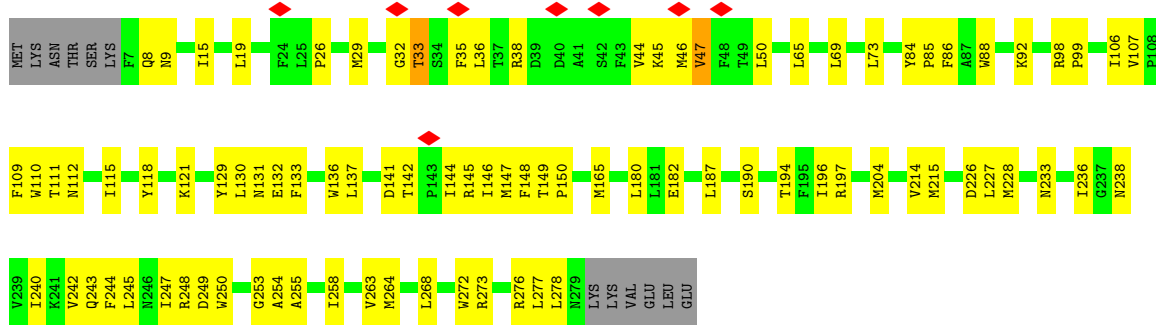 MET LYS ASN THR SER LYS F7 Q8 N9 I15 L19 F24 L25 P26 M29 G32 T33 S34 F35 L36 T37 R38 D39 D40 A41 S42 F43 V44 K45 M46 V47 F48 T49 L50 L65 L69 L73 Y84 P85 F86 A87 W88 K92 R98 P99 I106 V107 P108
F109 W110 T111 N112 I115 Y118 K121 Y129 L130 N131 E132 F133 W136 L137 D141 T142 P143 I144 R145 I146 M147 F148 T149 P150 M165 L180 L181 E182 L187 S190 T194 F195 I196 R197 M204 V214 M215 D226 L227 M228 N233 I236 G237 N238
V239 I240 K241 V242 Q243 F244 L245 N246 I247 R248 D249 W250 G253 A254 A255 I258 V263 M264 L268 W272 R273 R276 L277 L278 N279 LYS LYS VAL GLU LEU GLU